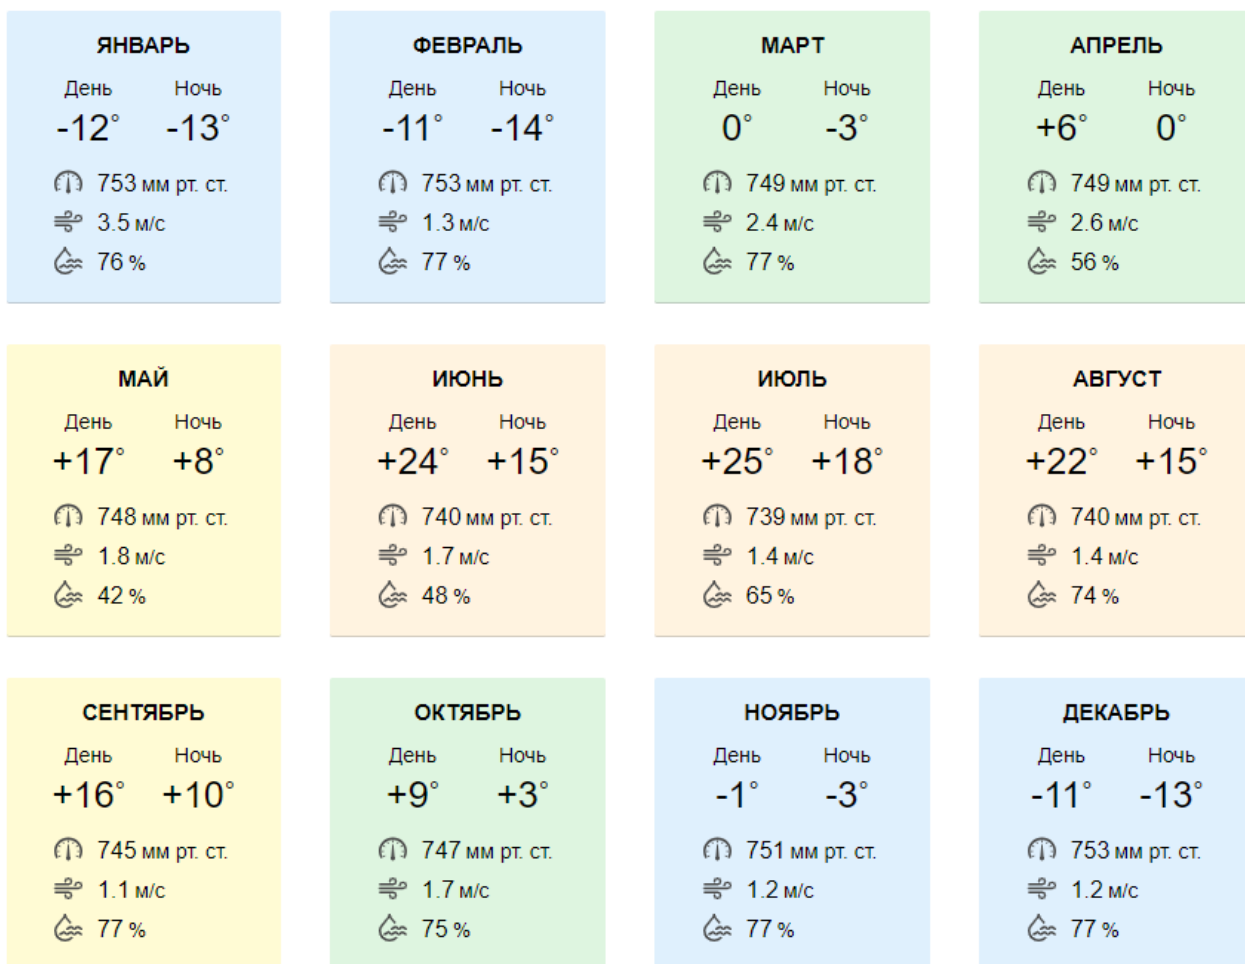 ЯНВАРЬ
День Ночь
-12° -13°
753 мм рт. ст.
3.5 м/с
76 %
ФЕВРАЛЬ
День Ночь
-11° -14°
753 мм рт. ст.
1.3 м/с
77 %
МАРТ
День Ночь
0° -3°
749 мм рт. ст.
2.4 м/с
77 %
АПРЕЛЬ
День Ночь
+6° 0°
749 мм рт. ст.
2.6 м/с
56 %
МАЙ
День Ночь
+17° +8°
748 мм рт. ст.
1.8 м/с
42 %
ИЮНЬ
День Ночь
+24° +15°
740 мм рт. ст.
1.7 м/с
48 %
ИЮЛЬ
День Ночь
+25° +18°
739 мм рт. ст.
1.4 м/с
65 %
АВГУСТ
День Ночь
+22° +15°
740 мм рт. ст.
1.4 м/с
74 %
СЕНТЯБРЬ
День Ночь
+16° +10°
745 мм рт. ст.
1.1 м/с
77 %
ОКТЯБРЬ
День Ночь
+9° +3°
747 мм рт. ст.
1.7 м/с
75 %
НОЯБРЬ
День Ночь
-1° -3°
751 мм рт. ст.
1.2 м/с
77 %
ДЕКАБРЬ
День Ночь
-11° -13°
753 мм рт. ст.
1.2 м/с
77 %